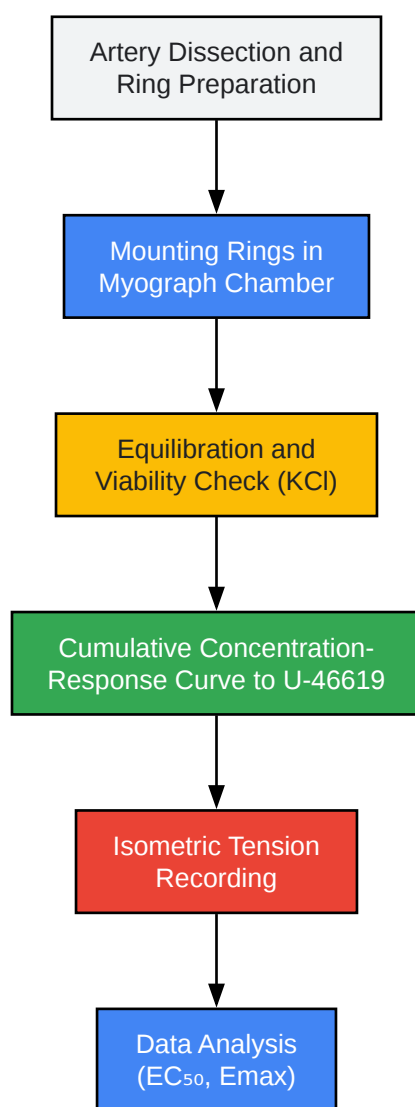 Artery Dissection and
Ring Preparation
Mounting Rings in
Myograph Chamber
Equilibration and
Viability Check (KCl)
Cumulative Concentration-
Response Curve to U-46619
Isometric Tension
Recording
Data Analysis
(EC₅₀, Emax)